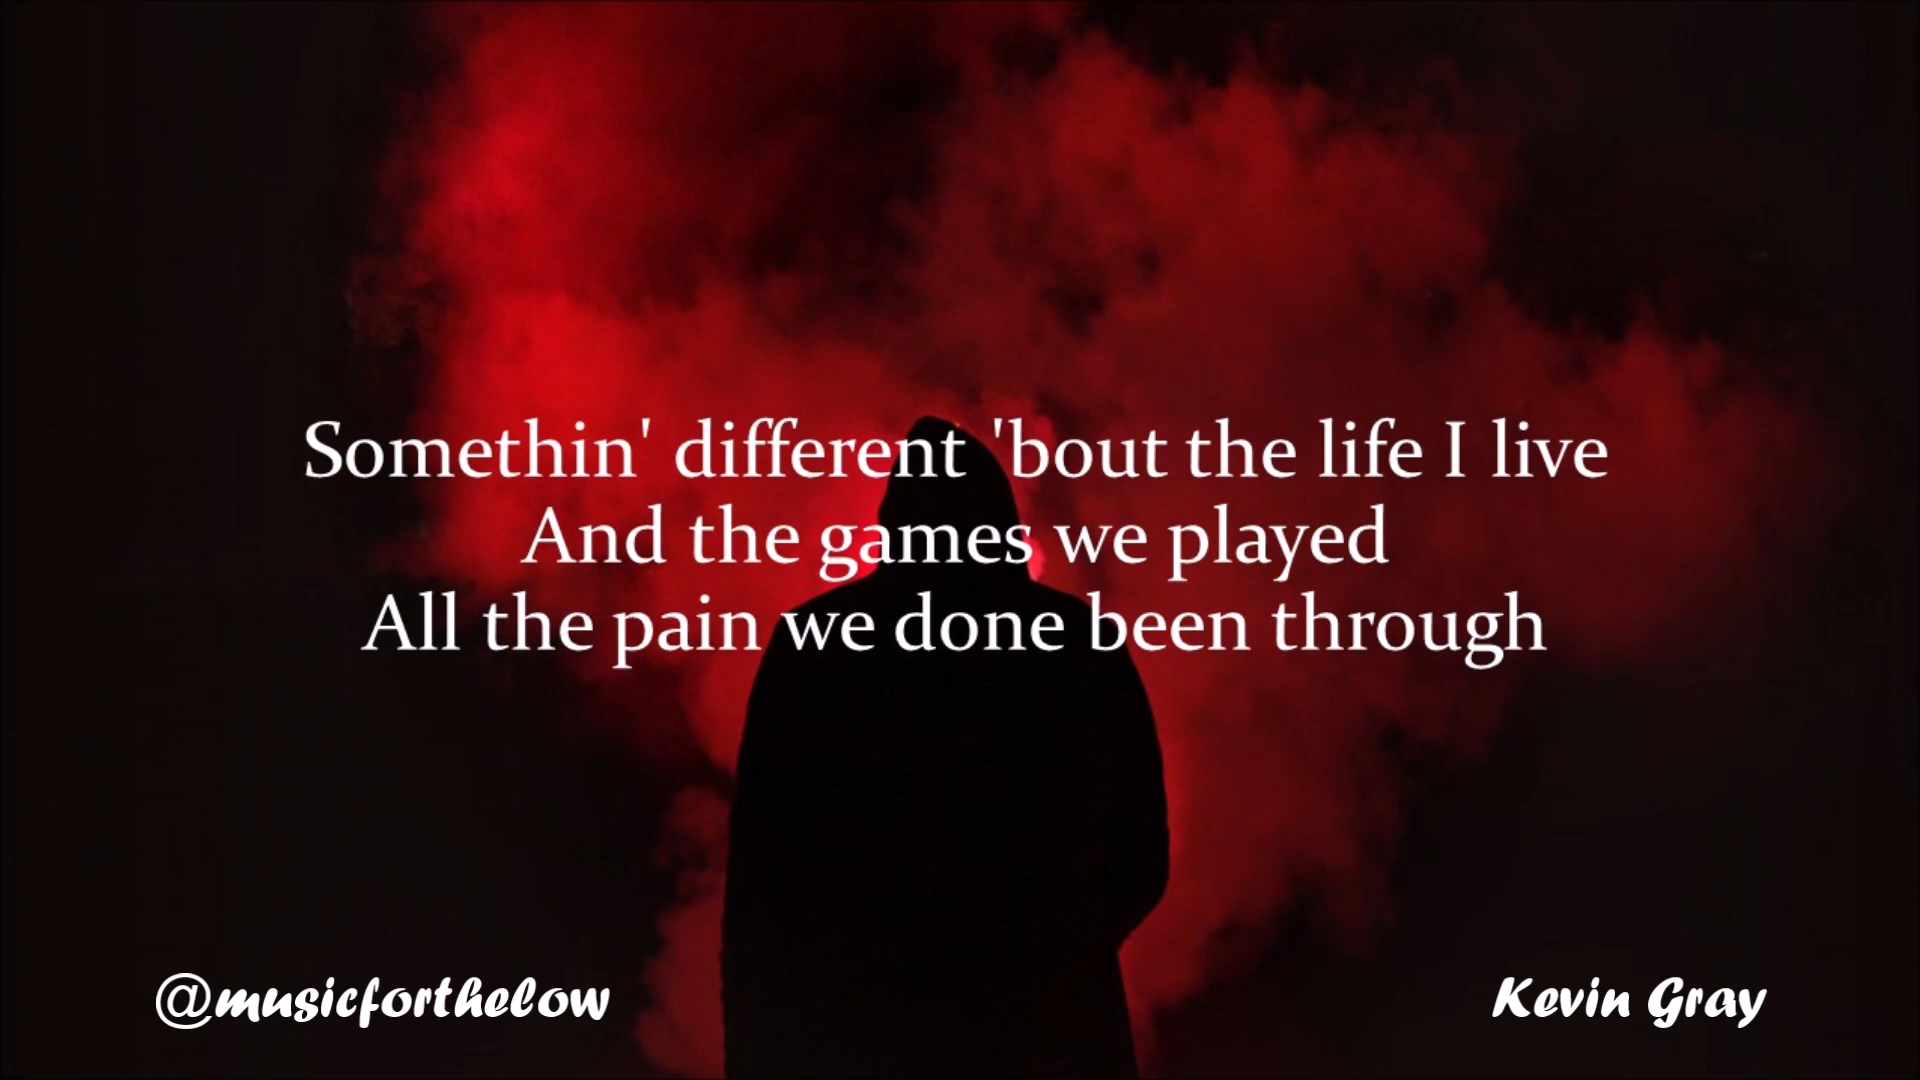 Somethin' different 'bout the life I live
And the games we played
All the pain we done been through
@musicforthelow
Kevin Gray